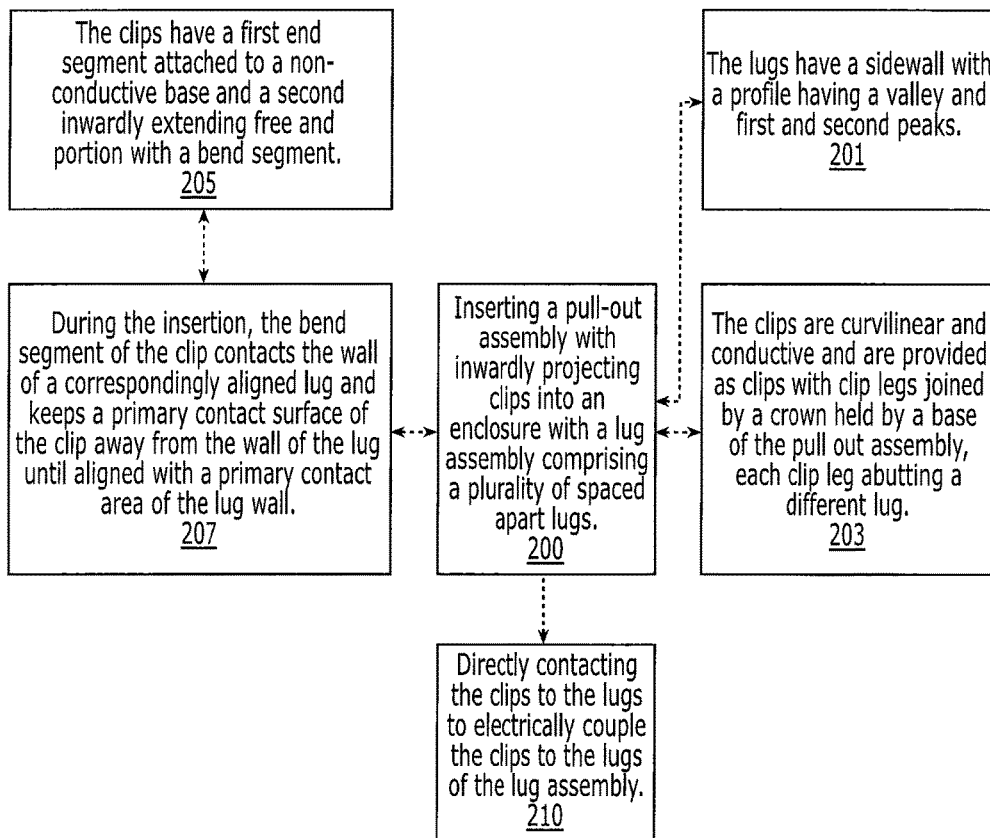 The clips have a first end
segment attached to a non-
conductive base and a second
inwardly extending free and
portion with a bend segment.
205
The lugs have a sidewall with
a profile having a valley and
first and second peaks.
201
During the insertion, the bend
segment of the clip contacts the wall
of a correspondingly aligned lug and
keeps a primary contact surface of
the clip away from the wall of the lug
until aligned with a primary contact
area of the lug wall.
207
Inserting a pull-out
assembly with
inwardly projecting
clips into an
enclosure with a lug
assembly comprising
a plurality of spaced
apart lugs.
200
The clips are curvilinear and
conductive and are provided
as clips with clip legs joined
by a crown held by a base
of the pull out assembly,
each clip leg abutting a
different lug.
203
Directly contacting
the clips to the lugs
to electrically couple
the clips to the lugs
of the lug assembly.
210